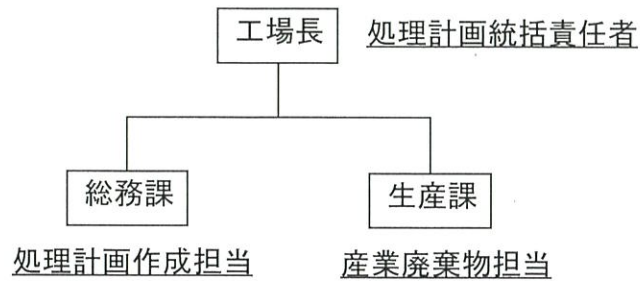 工場長
処理計画統括責任者
総務課
生産課
処理計画作成担当
産業廃棄物担当